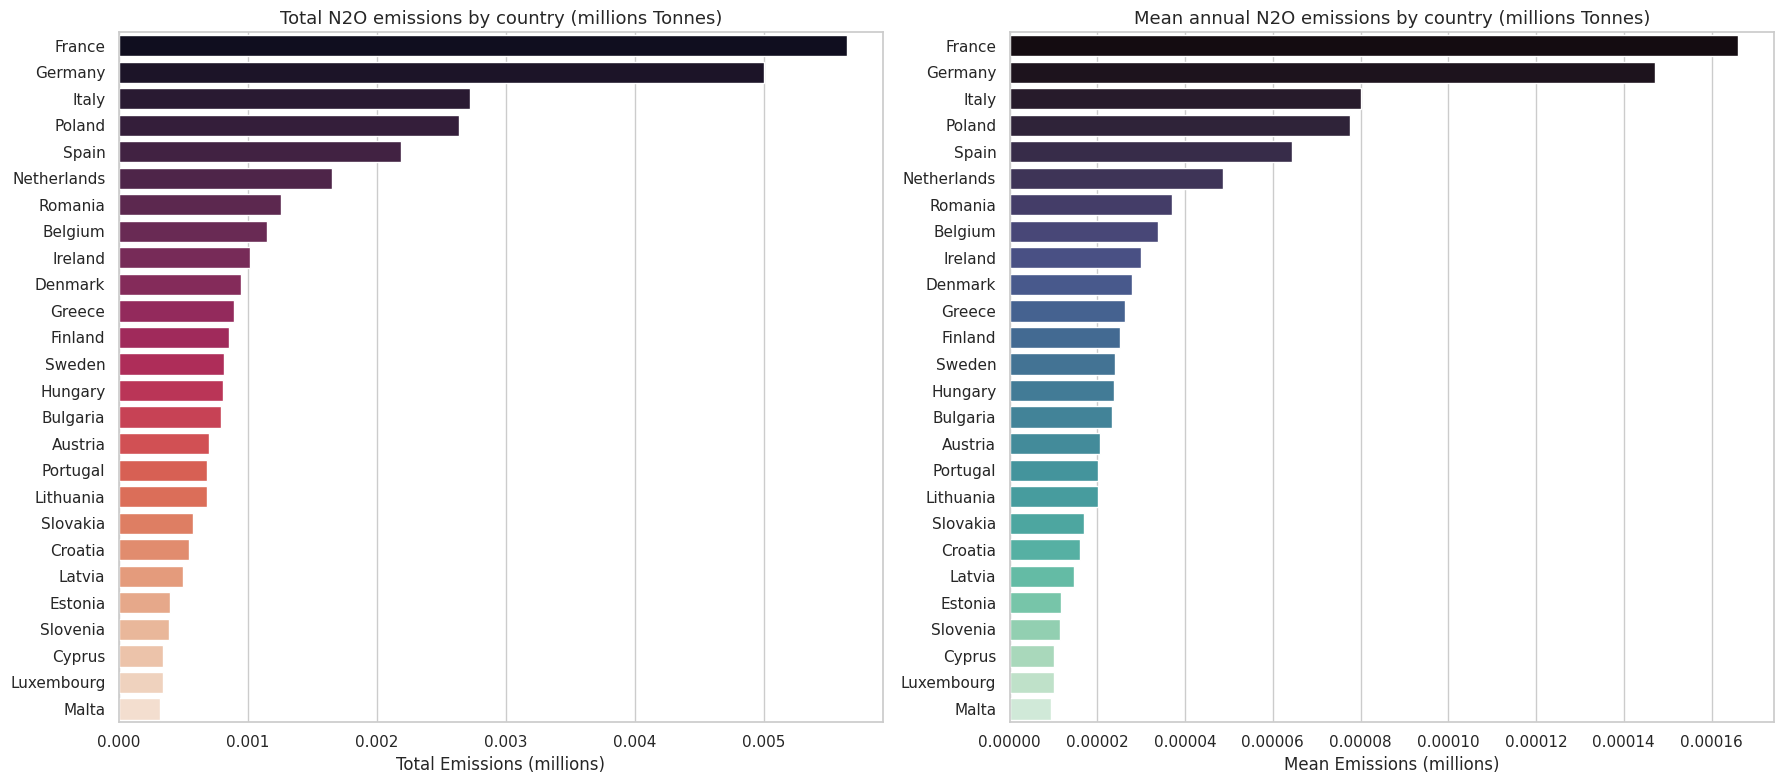 Total N2O emissions by country (millions Tonnes)
France
Germany
Italy
Poland
Spain
Netherlands
Romania
Belgium
Ireland
Denmark
Greece
Finland
Sweden
Hungary
Bulgaria
Austria
Portugal
Lithuania
Slovakia
Croatia
Latvia
Estonia
Slovenia
Cyprus
Luxembourg
Malta
0.000 0.001 0.002 0.003 0.004 0.005
Total Emissions (millions)
Mean annual N2O emissions by country (millions Tonnes)
France
Germany
Italy
Poland
Spain
Netherlands
Romania
Belgium
Ireland
Denmark
Greece
Finland
Sweden
Hungary
Bulgaria
Austria
Portugal
Lithuania
Slovakia
Croatia
Latvia
Estonia
Slovenia
Cyprus
Luxembourg
Malta
0.00000 0.00002 0.00004 0.00006 0.00008 0.00010 0.00012 0.00014 0.00016
Mean Emissions (millions)